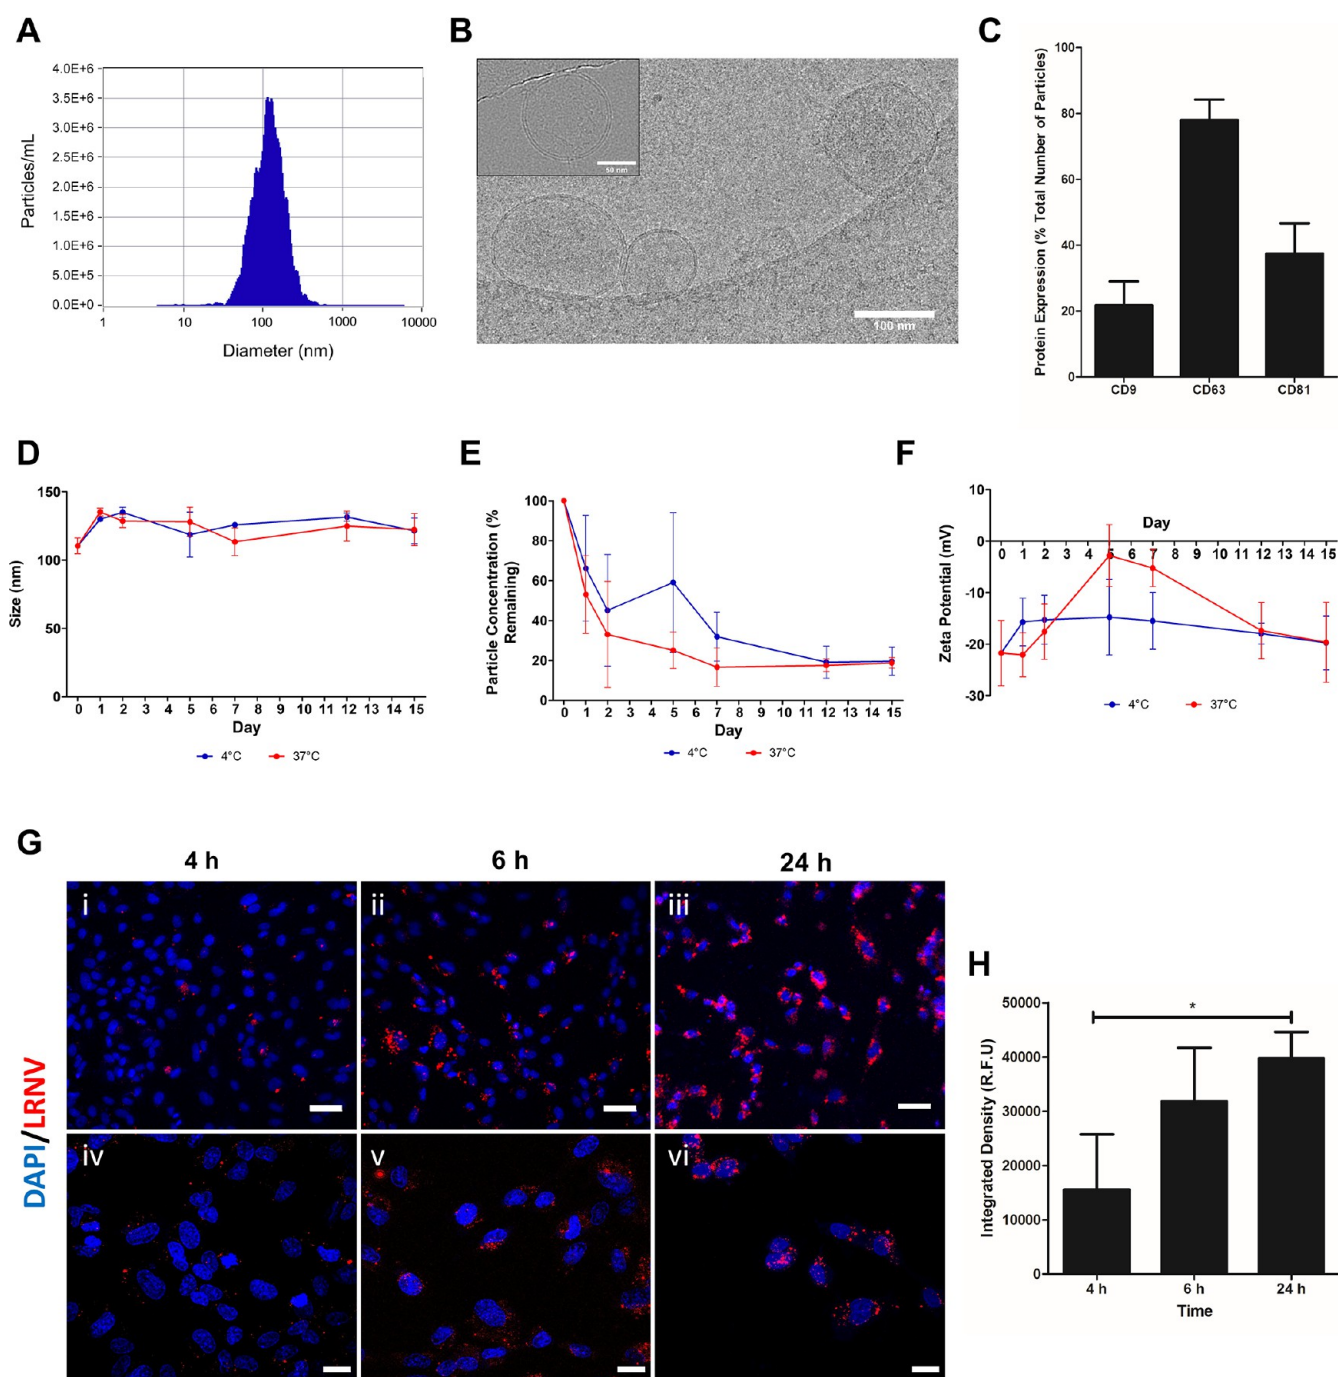 A
4.0E+6
3.5E+6
3.0E+6
2.5E+6
2.0E+6
1.5E+6
1.0E+6
5.0E+5
0.0E+0
Particles/mL
1 10 100 1000 10000
Diameter (nm)
B
50 nm
100 nm
C
Protein Expression (% Total Number of Particles)
100
80
60
40
20
0
CD9 CD63 CD81
D
Size (nm)
150
100
50
0
0 1 2 3 4 5 6 7 8 9 10 11 12 13 14 15
Day
4°C 37°C
E
Particle Concentration (%
Remaining)
100
80
60
40
20
0
0 1 2 3 4 5 6 7 8 9 10 11 12 13 14 15
Day
4°C 37°C
F
Zeta Potential (mV)
10
0
-10
-20
-30
Day
0 1 2 3 4 5 6 7 8 9 10 11 12 13 14 15
4°C 37°C
G
4 h 6 h 24 h
DAPI/LRNV
i ii iii
iv v vi
H
Integrated Density (R.F.U)
50000
40000
30000
20000
10000
0
*
4 h 6 h 24 h
Time